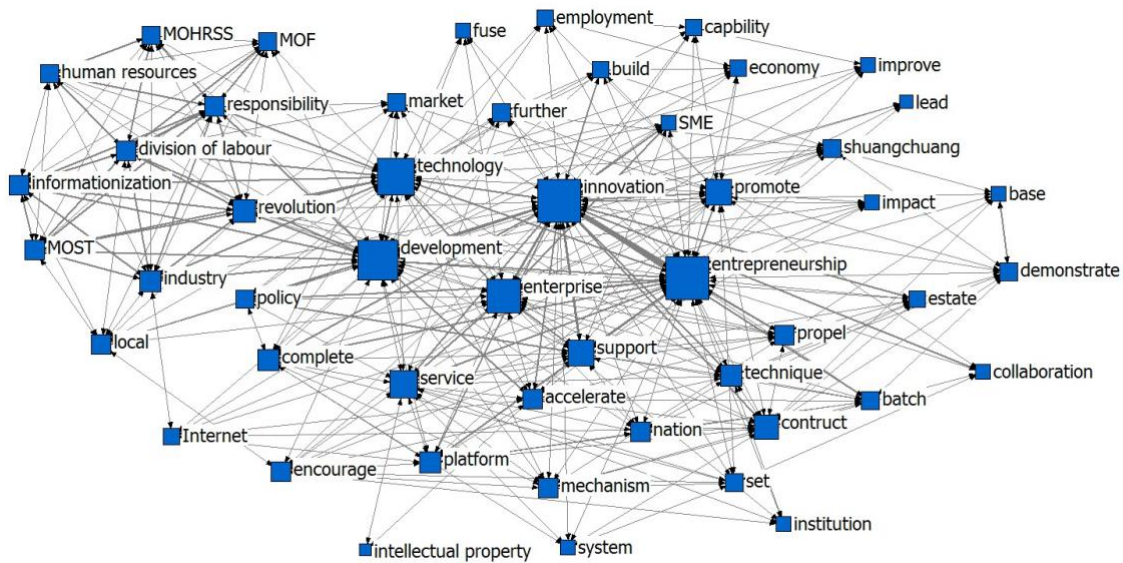 employment
fuse
capbility
MOHRSS
MOF
human resources
build
economy
improve
responsibility
market
further
SME
lead
division of labour
technology
shuangchuang
informationization
innovation
promote
base
revolution
impact
MOST
development
entrepreneurship
demonstrate
industry
enterprise
policy
estate
local
complete
support
propel
service
technique
collaboration
accelerate
batch
Internet
nation
contruct
encourage
platform
mechanism
set
institution
intellectual property
system